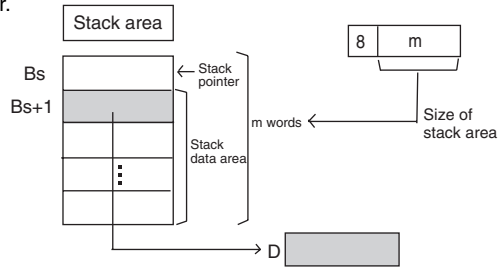 r.
Stack area
8 m
Bs
Stack
pointer
Bs+1
m words
Size of
stack area
Stack
data area
D